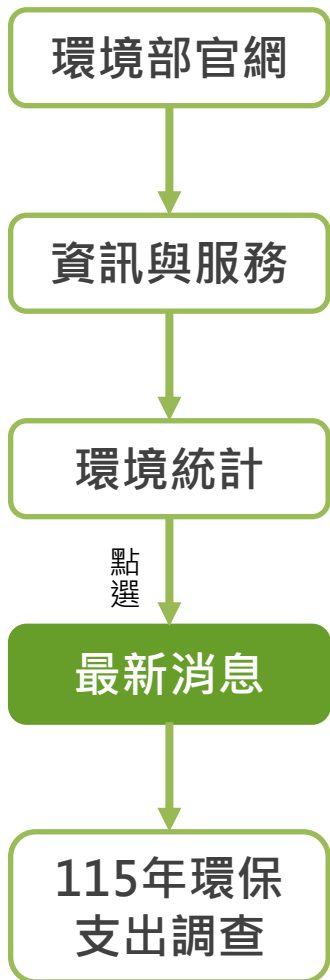 環境部官網
資訊與服務
環境統計
點選
最新消息
115年環保
支出調查